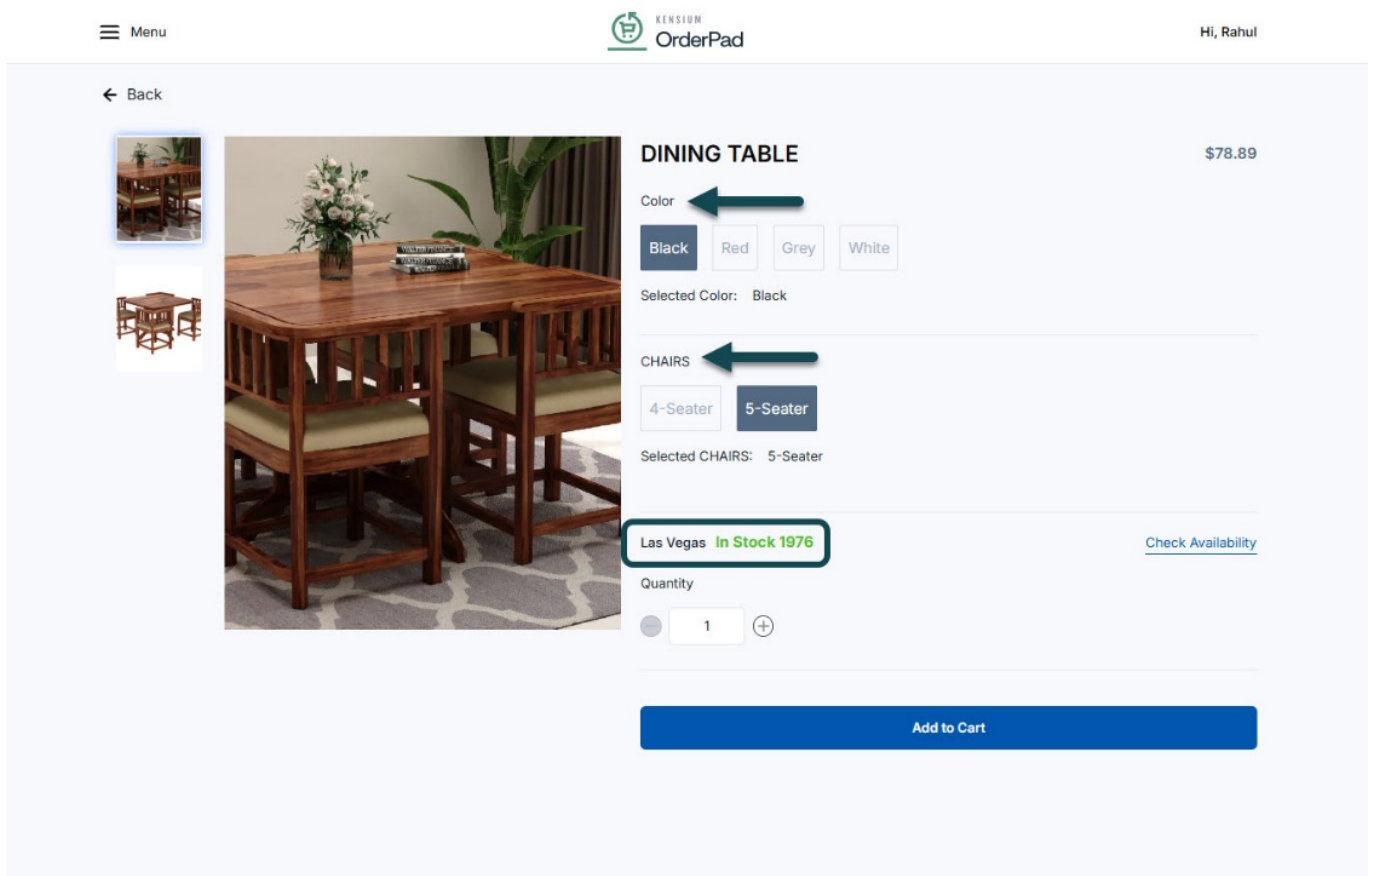 Menu
KENSIUM
OrderPad
Hi, Rahul
Back
DINING TABLE
$78.89
Color
Black Red Grey White
Selected Color: Black
CHAIRS
4-Seater 5-Seater
Selected CHAIRS: 5-Seater
Las Vegas In Stock 1976
Check Availability
Quantity
1
Add to Cart